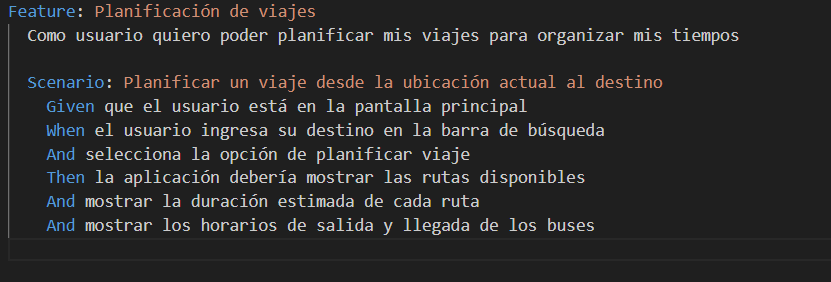 Feature: Planificación de viajes
Como usuario quiero poder planificar mis viajes para organizar mis tiempos
Scenario: Planificar un viaje desde la ubicación actual al destino
Given que el usuario está en la pantalla principal
When el usuario ingresa su destino en la barra de búsqueda
And selecciona la opción de planificar viaje
Then la aplicación debería mostrar las rutas disponibles
And mostrar la duración estimada de cada ruta
And mostrar los horarios de salida y llegada de los buses